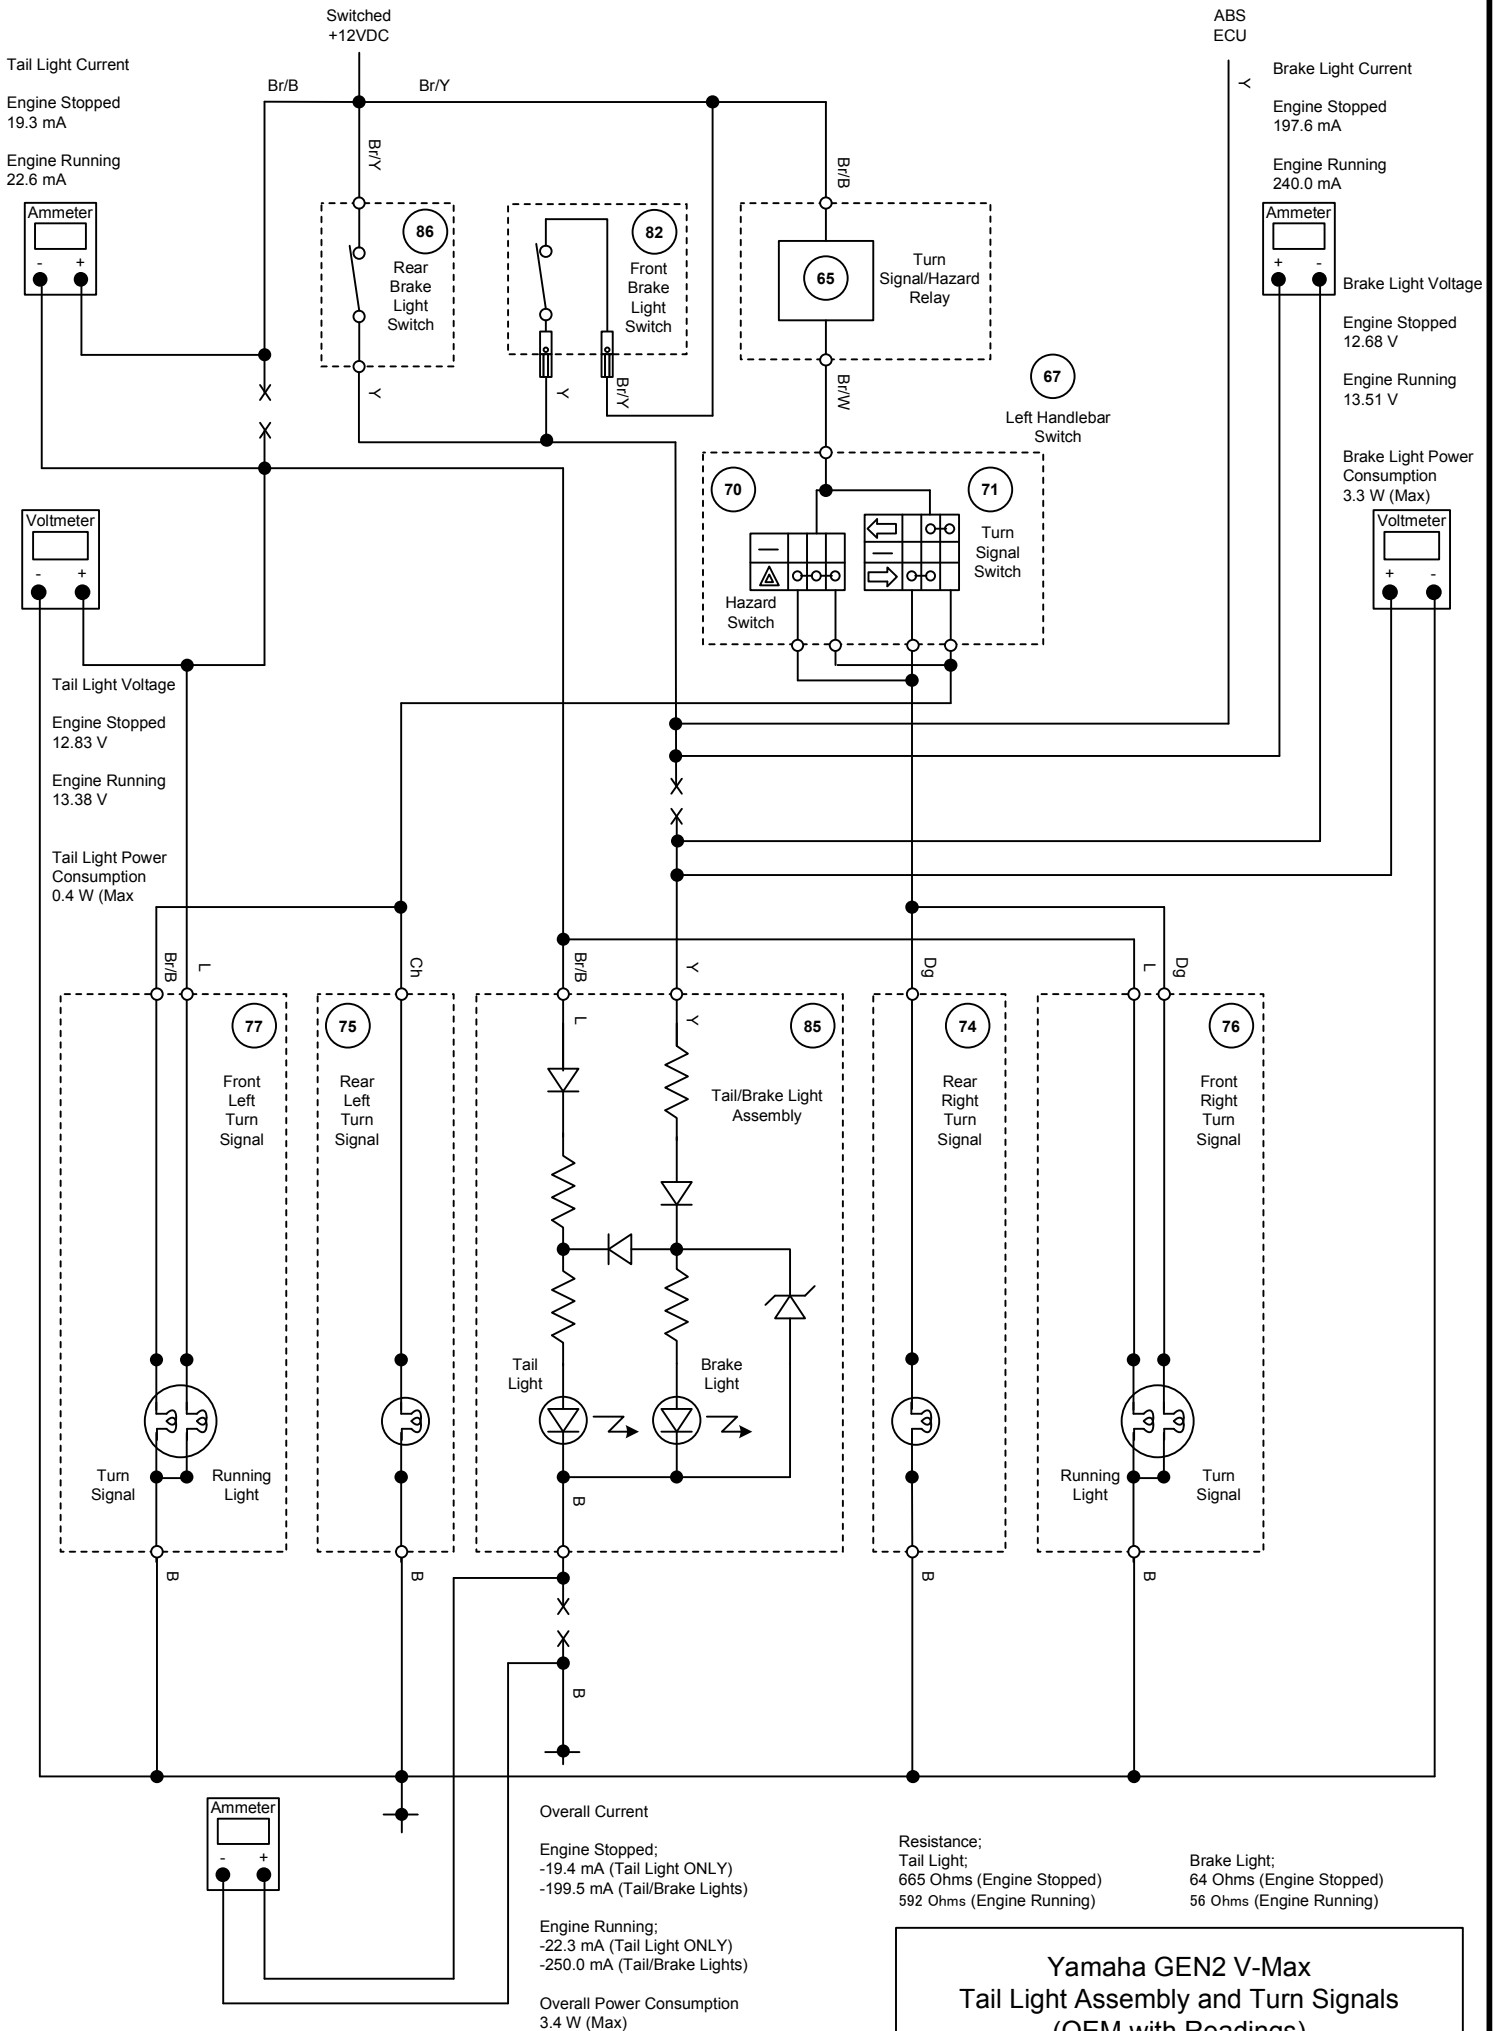 Switched
+12VDC
ABS
ECU
Tail Light Current
Engine Stopped
19.3 mA
Engine Running
22.6 mA
Ammeter
- +
Br/B
Br/Y
Br/Y
Br/B
Y
Brake Light Current
Engine Stopped
197.6 mA
Engine Running
240.0 mA
Ammeter
+ -
86
Rear
Brake
Light
Switch
82
Front
Brake
Light
Switch
65
Turn
Signal/Hazard
Relay
Brake Light Voltage
Engine Stopped
12.68 V
Engine Running
13.51 V
Y
Y
Br/Y
Br/W
67
Left Handlebar
Switch
Brake Light Power
Consumption
3.3 W (Max)
Voltmeter
+ -
70
71
Turn
Signal
Switch
Hazard
Switch
Voltmeter
- +
Tail Light Voltage
Engine Stopped
12.83 V
Engine Running
13.38 V
Tail Light Power
Consumption
0.4 W (Max
Br/B
L
Ch
Br/B
Y
Dg
L
Dg
L
Y
77
Front
Left
Turn
Signal
75
Rear
Left
Turn
Signal
85
Tail/Brake Light
Assembly
74
Rear
Right
Turn
Signal
76
Front
Right
Turn
Signal
Tail
Light
Brake
Light
Turn
Signal
Running
Light
Running
Light
Turn
Signal
B
B
B
B
B
B
Ammeter
- +
Overall Current
Engine Stopped;
-19.4 mA (Tail Light ONLY)
-199.5 mA (Tail/Brake Lights)
Engine Running;
-22.3 mA (Tail Light ONLY)
-250.0 mA (Tail/Brake Lights)
Overall Power Consumption
3.4 W (Max)
Resistance;
Tail Light;
665 Ohms (Engine Stopped)
592 Ohms (Engine Running)
Brake Light;
64 Ohms (Engine Stopped)
56 Ohms (Engine Running)
Yamaha GEN2 V-Max
Tail Light Assembly and Turn Signals
(OEM with Readings)